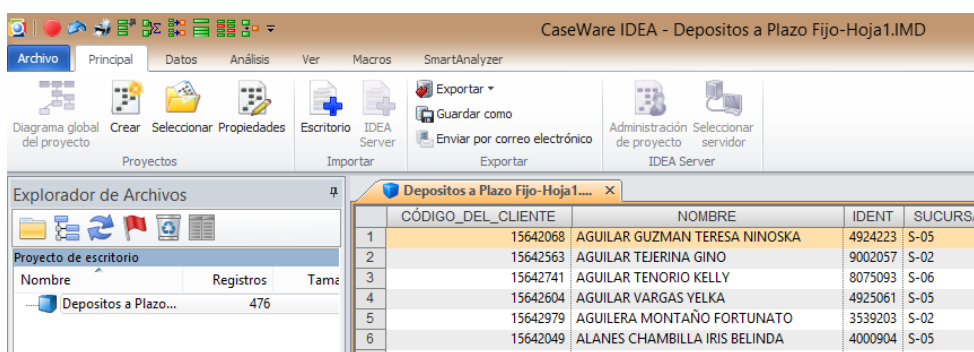 CaseWare IDEA - Depositos a Plazo Fijo-Hoja1.IMD
Archivo Principal Datos Análisis Ver Macros SmartAnalyzer
Diagrama global del proyecto
Crear
Seleccionar
Propiedades
Proyectos
Escritorio
IDEA Server
Importar
Exportar
Guardar como
Enviar por correo electrónico
Exportar
Administración de proyecto
Seleccionar servidor
IDEA Server
Explorador de Archivos
Proyecto de escritorio
Nombre Registros Tama
Depositos a Plazo... 476
Depositos a Plazo Fijo-Hoja1....
CÓDIGO_DEL_CLIENTE NOMBRE IDENT SUCURSA
1 15642068 AGUILAR GUZMAN TERESA NINOSKA 4924223 S-05
2 15642563 AGUILAR TEJERINA GINO 9002057 S-02
3 15642741 AGUILAR TENORIO KELLY 8075093 S-06
4 15642604 AGUILAR VARGAS YELKA 4925061 S-05
5 15642979 AGUILERA MONTAÑO FORTUNATO 3539203 S-02
6 15642049 ALANES CHAMBILLA IRIS BELINDA 4000904 S-05